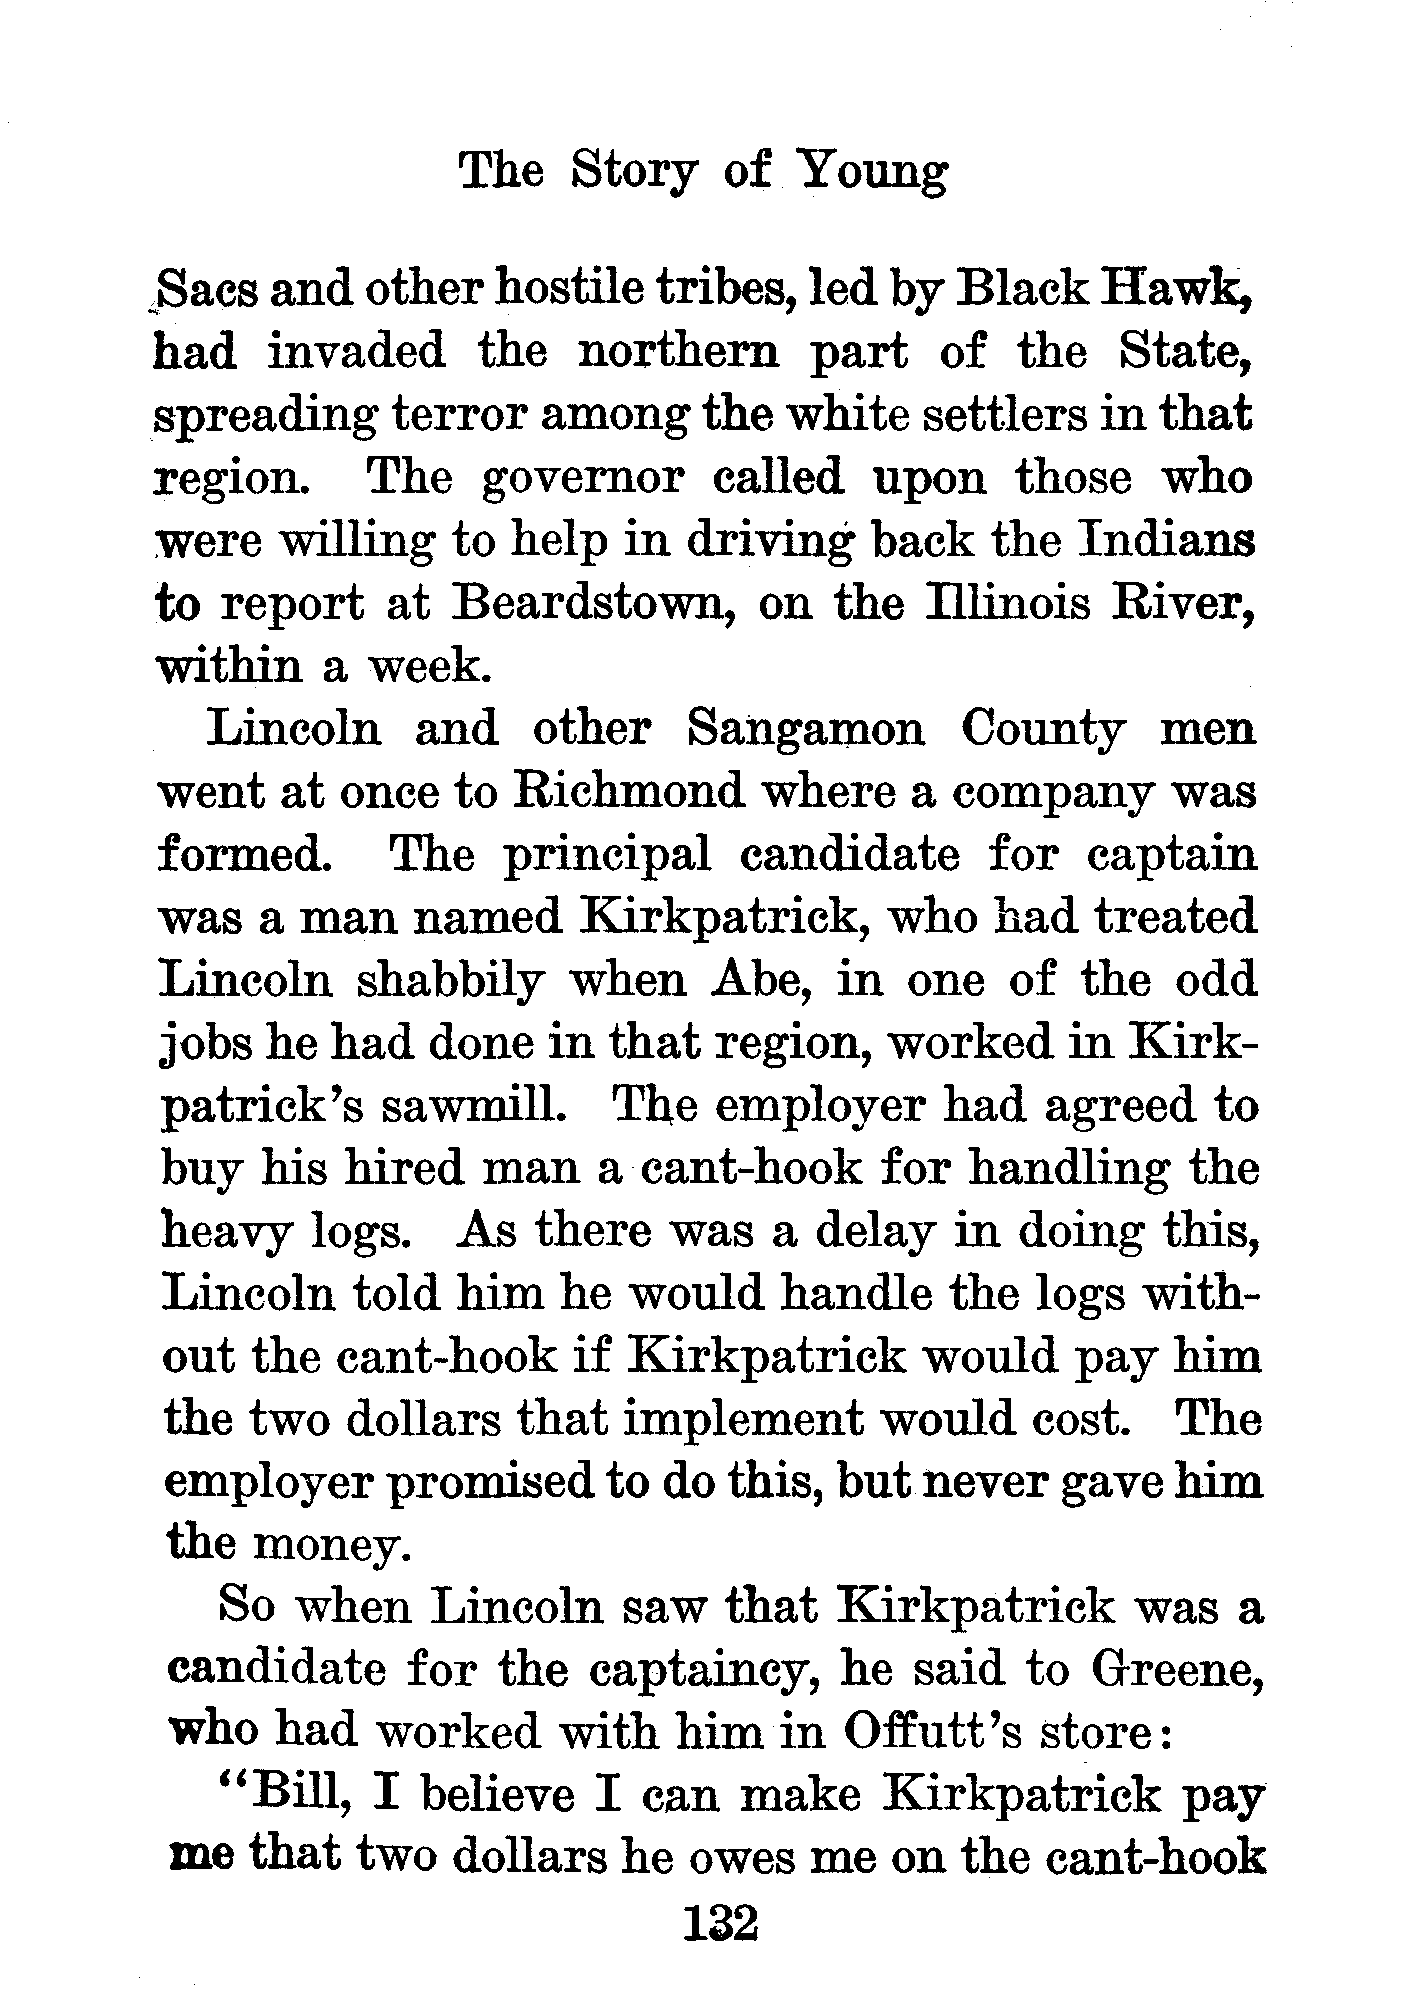 The Story of Young
Sacs and other hostile tribes, led by Black Hawk,
had invaded the northern part of the State,
spreading terror among the white settlers in that
region. The governor called upon those who
were willing to help in driving back the Indians
to report at Beardstown, on the Illinois River,
within a week.
Lincoln and other Sangamon County men
went at once to Richmond where a company was
formed. The principal candidate for captain
was a man named Kirkpatrick, who had treated
Lincoln shabbily when Abe, in one of the odd
jobs he had done in that region, worked in Kirk-
patrick's sawmill. The employer had agreed to
buy his hired man a cant-hook for handling the
heavy logs. As there was a delay in doing this,
Lincoln told him he would handle the logs with-
out the cant-hook if Kirkpatrick would pay him
the two dollars that implement would cost. The
employer promised to do this, but never gave him
the money.
So when Lincoln saw that Kirkpatrick was a
candidate for the captaincy, he said to Greene,
who had worked with him in Offutt's store:
"Bill, I believe I can make Kirkpatrick pay
me that two dollars he owes me on the cant-hook
132